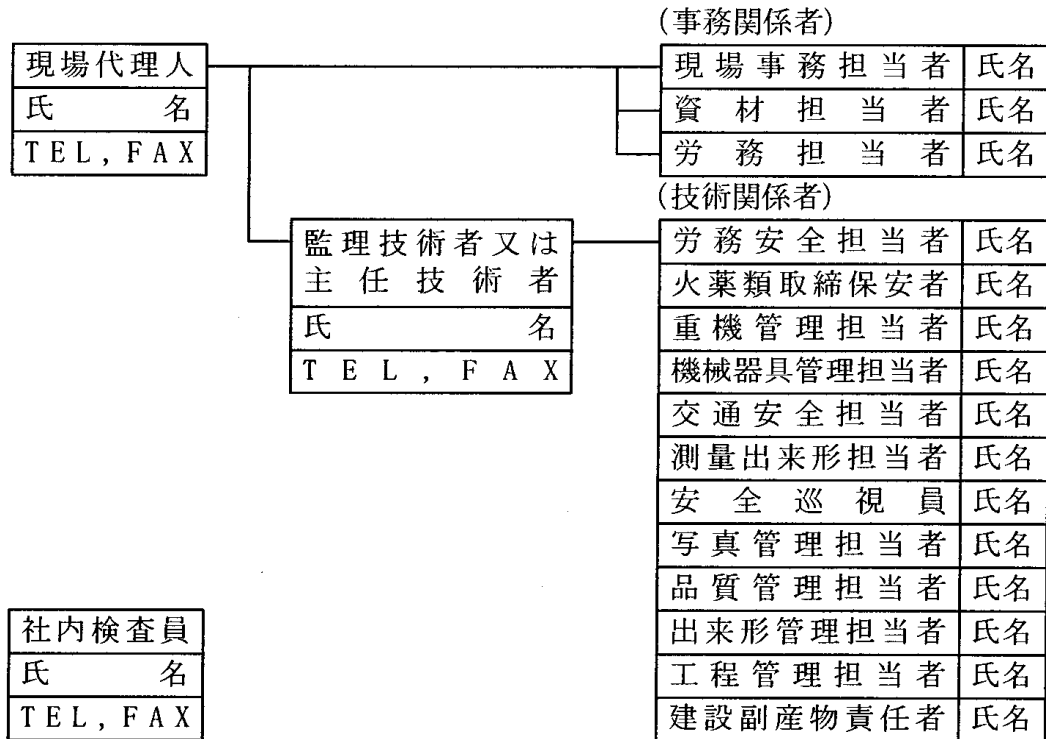 (事務関係者)
現場代理人
氏名
TEL,FAX
現場事務担当者 氏名
資材担当者 氏名
労務担当者 氏名
(技術関係者)
監理技術者又は
主任技術者
氏名
TEL,FAX
労務安全担当者 氏名
火薬類取締保安者 氏名
重機管理担当者 氏名
機械器具管理担当者 氏名
交通安全担当者 氏名
測量出来形担当者 氏名
安全巡視員 氏名
写真管理担当者 氏名
品質管理担当者 氏名
出来形管理担当者 氏名
工程管理担当者 氏名
建設副産物責任者 氏名
社内検査員
氏名
TEL,FAX